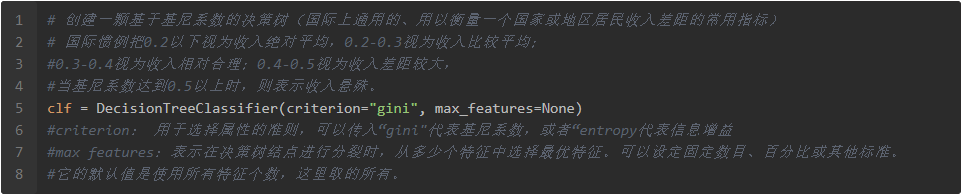 1 # 创建一颗基于基尼系数的决策树（国际上通用的、用以衡量一个国家或地区居民收入差距的常用指标）
2 # 国际惯例把0.2以下视为收入绝对平均，0.2-0.3视为收入比较平均；
3 #0.3-0.4视为收入相对合理；0.4-0.5视为收入差距较大，
4 #当基尼系数达到0.5以上时，则表示收入悬殊。
5 clf = DecisionTreeClassifier(criterion="gini", max_features=None)
6 #criterion： 用于选择属性的准则，可以传入“gini"代表基尼系数，或者“entropy代表信息增益
7 #max features：表示在决策树结点进行分裂时，从多少个特征中选择最优特征。可以设定固定数目、百分比或其他标准.
8 #它的默认值是使用所有特征个数，这里取的所有。